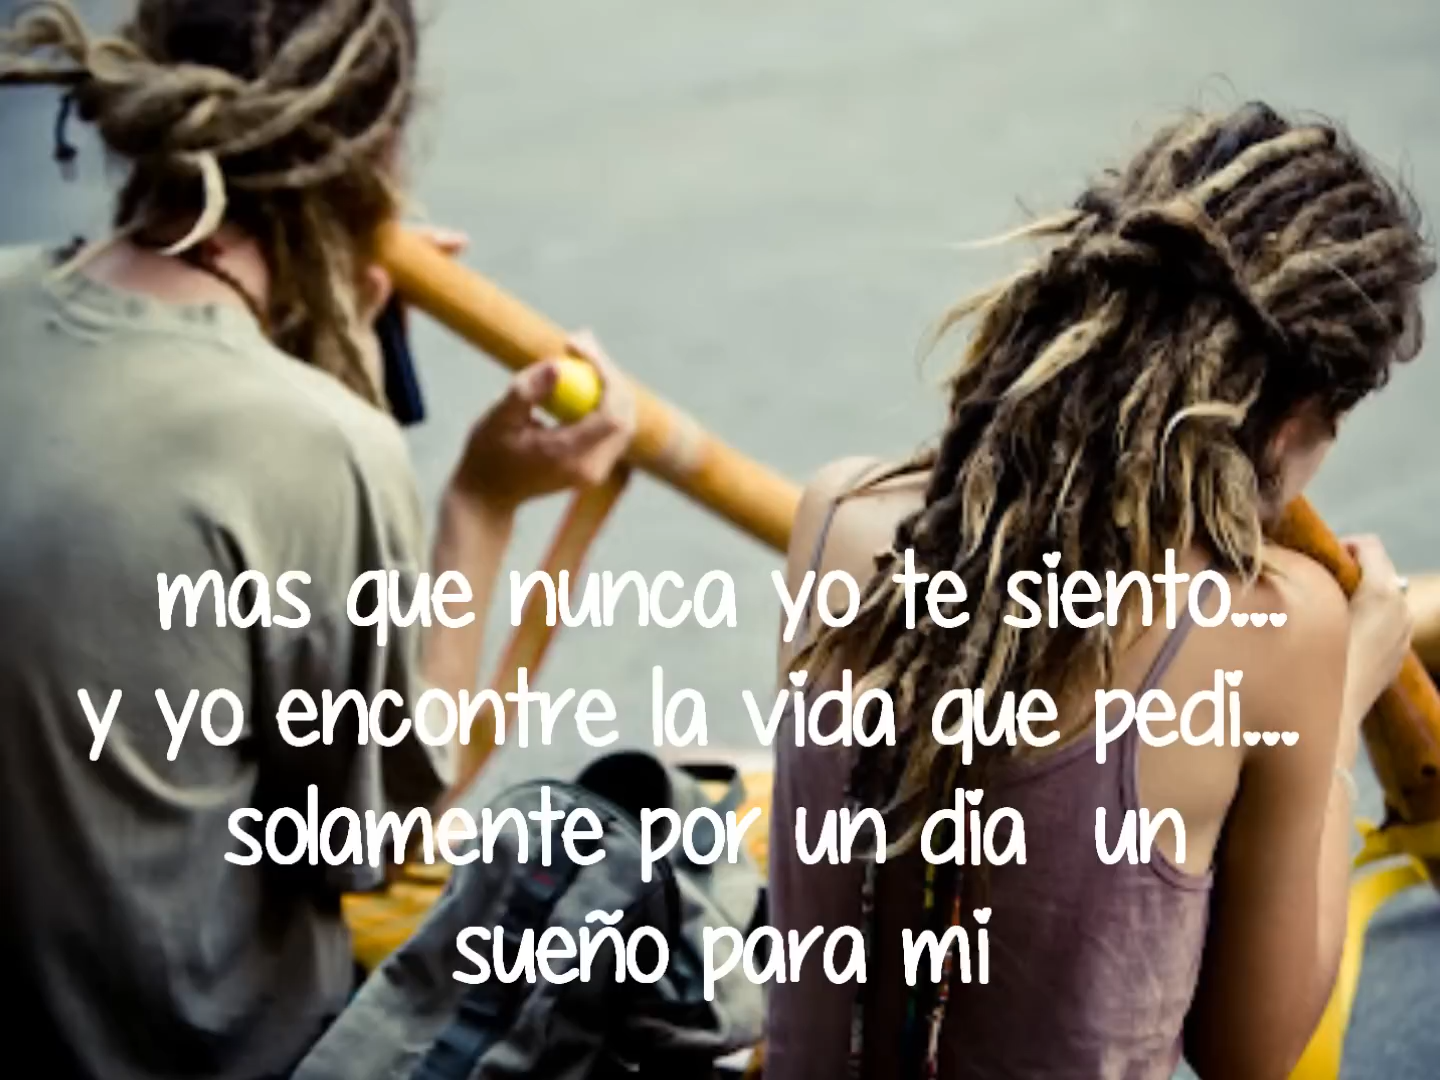 mas que nunca yo te siento....
y yo encontre la vida que pedi...
solamente por un dia un
sueño para mi